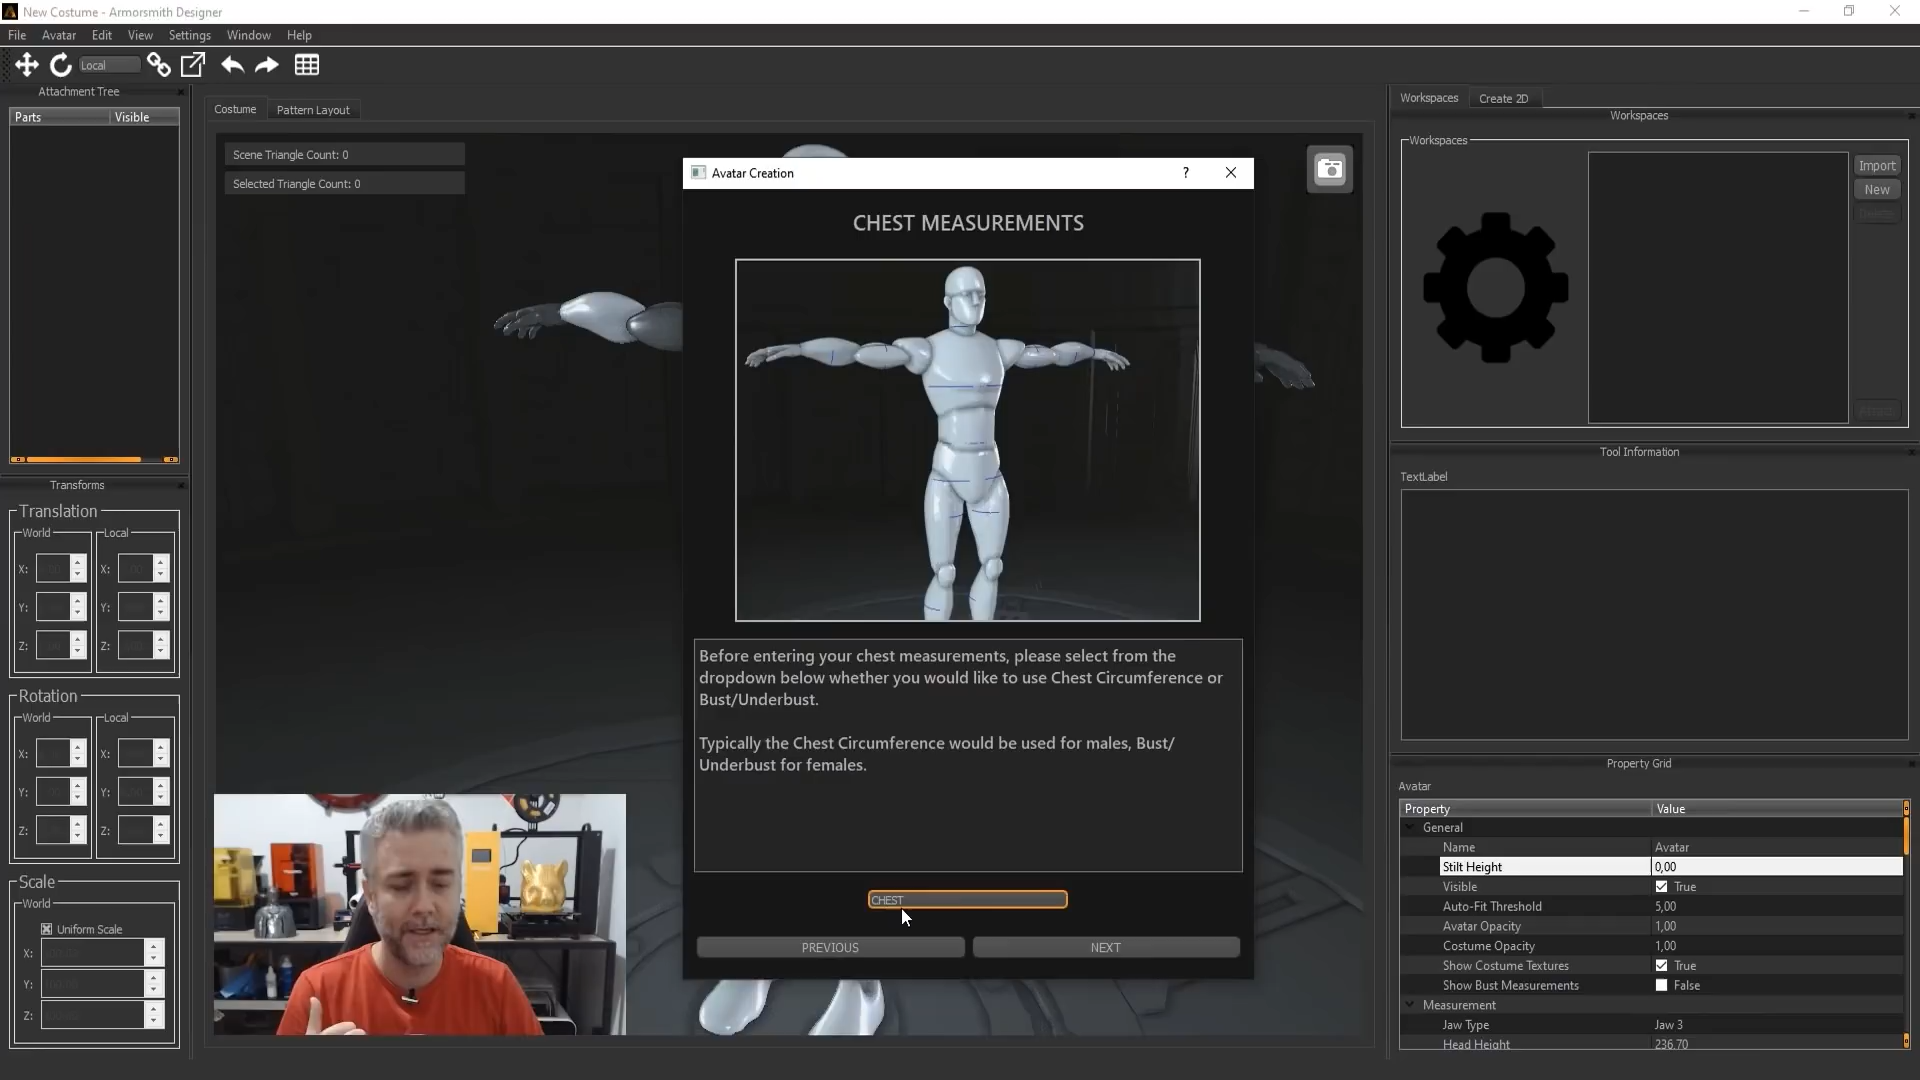 New Costume - Armorsmith Designer
File Avatar Edit View Settings Window Help
Local
Attachment Tree
Parts Visible
Transforms
Translation
World Local
X: X:
Y: Y:
Z: Z:
Rotation
World Local
X: X:
Y: Y:
Z: Z:
Scale
World
Uniform Scale
X:
Y:
Z:
Costume Pattern Layout
Scene Triangle Count: 0
Selected Triangle Count: 0
Avatar Creation ?
CHEST MEASUREMENTS
Before entering your chest measurements, please select from the
dropdown below whether you would like to use Chest Circumference or
Bust/Underbust.
Typically the Chest Circumference would be used for males, Bust/
Underbust for females.
CHEST
PREVIOUS NEXT
Workspaces Create 2D
Workspaces
Workspaces
Import
New
Delete
Tool Information
TextLabel
Property Grid
Avatar
Property Value
General
Name Avatar
Stilt Height 0,00
Visible True
Auto-Fit Threshold 5,00
Avatar Opacity 1,00
Costume Opacity 1,00
Show Costume Textures True
Show Bust Measurements False
Measurement
Jaw Type Jaw 3
Head Height 236,70